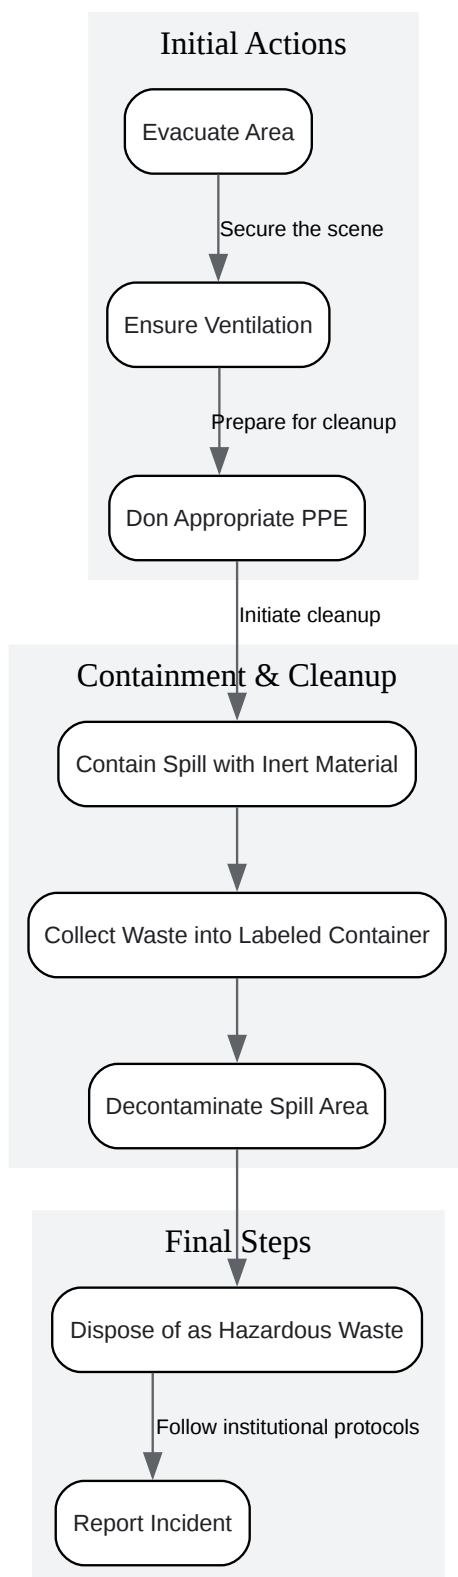 Initial Actions
Evacuate Area
Secure the scene
Ensure Ventilation
Prepare for cleanup
Don Appropriate PPE
Initiate cleanup
Containment & Cleanup
Contain Spill with Inert Material
Collect Waste into Labeled Container
Decontaminate Spill Area
Final Steps
Dispose of as Hazardous Waste
Follow institutional protocols
Report Incident